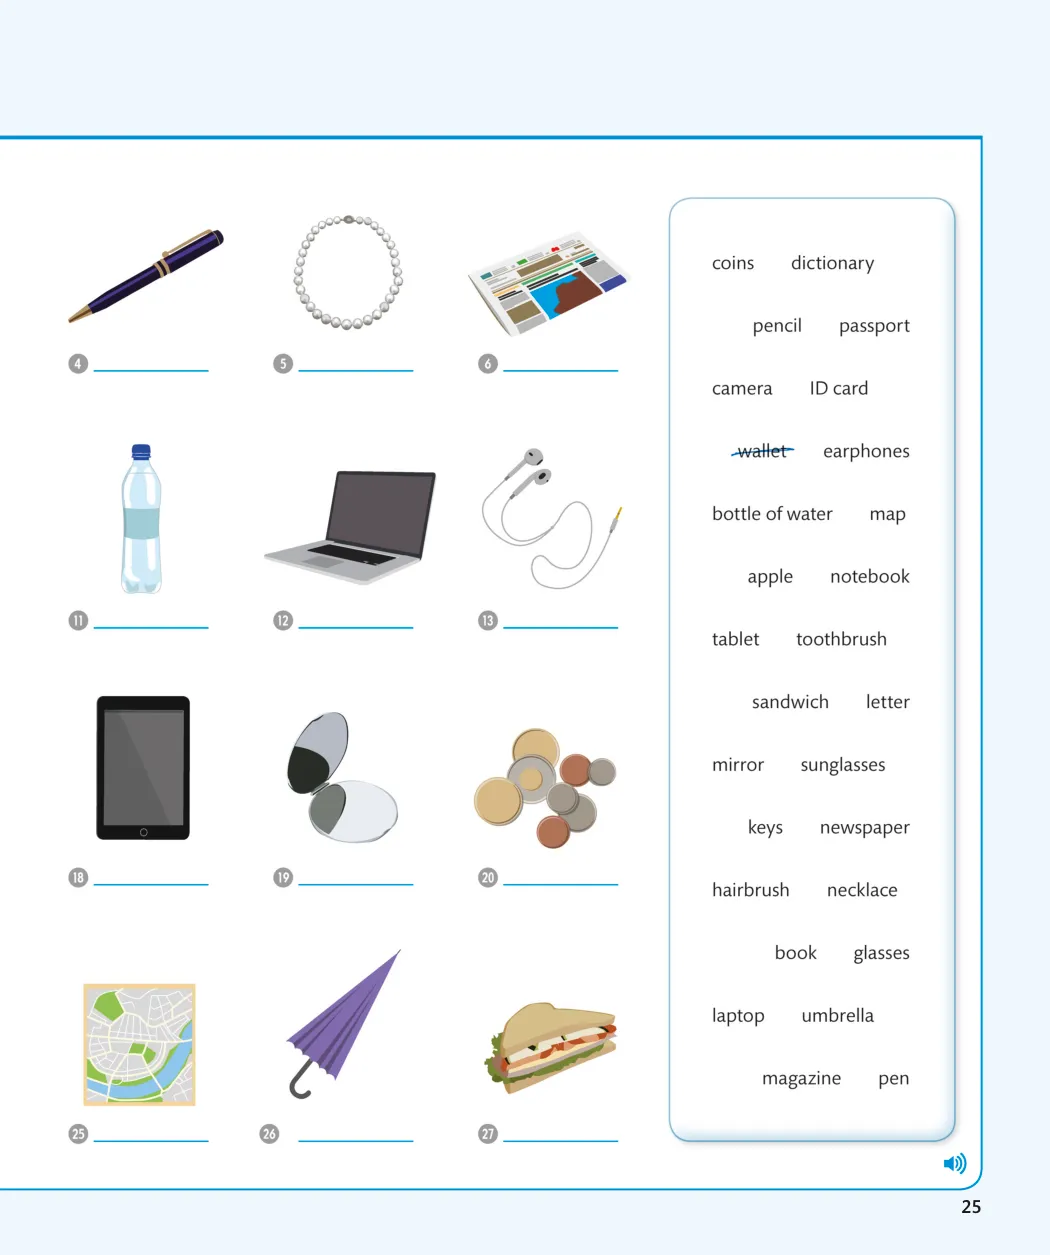 4 5 6
11 12 13
18 19 20
25 26 27
coins dictionary
pencil passport
camera ID card
wallet earphones
bottle of water map
apple notebook
tablet toothbrush
sandwich letter
mirror sunglasses
keys newspaper
hairbrush necklace
book glasses
laptop umbrella
magazine pen
25